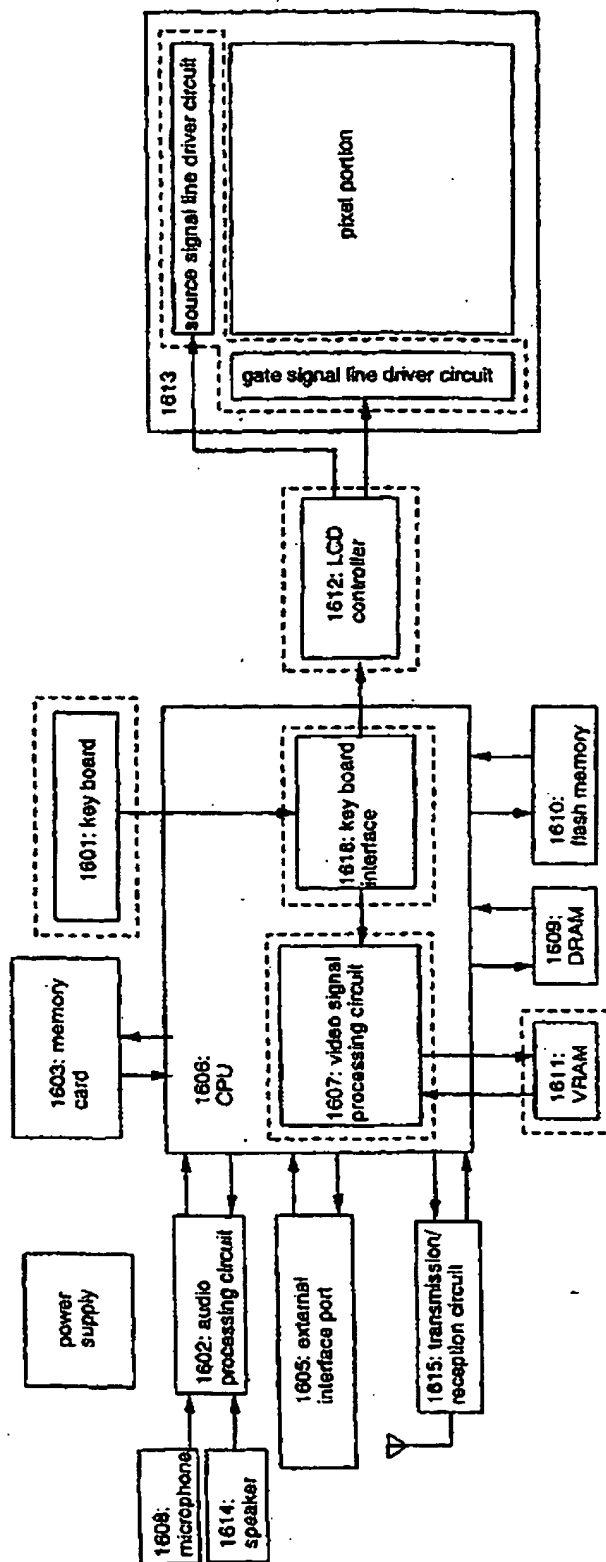 power
supply
1603: memory
card
1601: key board
1613
source signal line driver circuit
1608:
microphone
1614:
speaker
1602: audio
processing circuit
1606:
CPU
1618: key board
interface
1612: LCD
controller
gate signal line driver circuit
pixel portion
1605: external
interface port
1607: video signal
processing circuit
1615: transmission/
reception circuit
1611:
VRAM
1609:
DRAM
1610:
flash memory